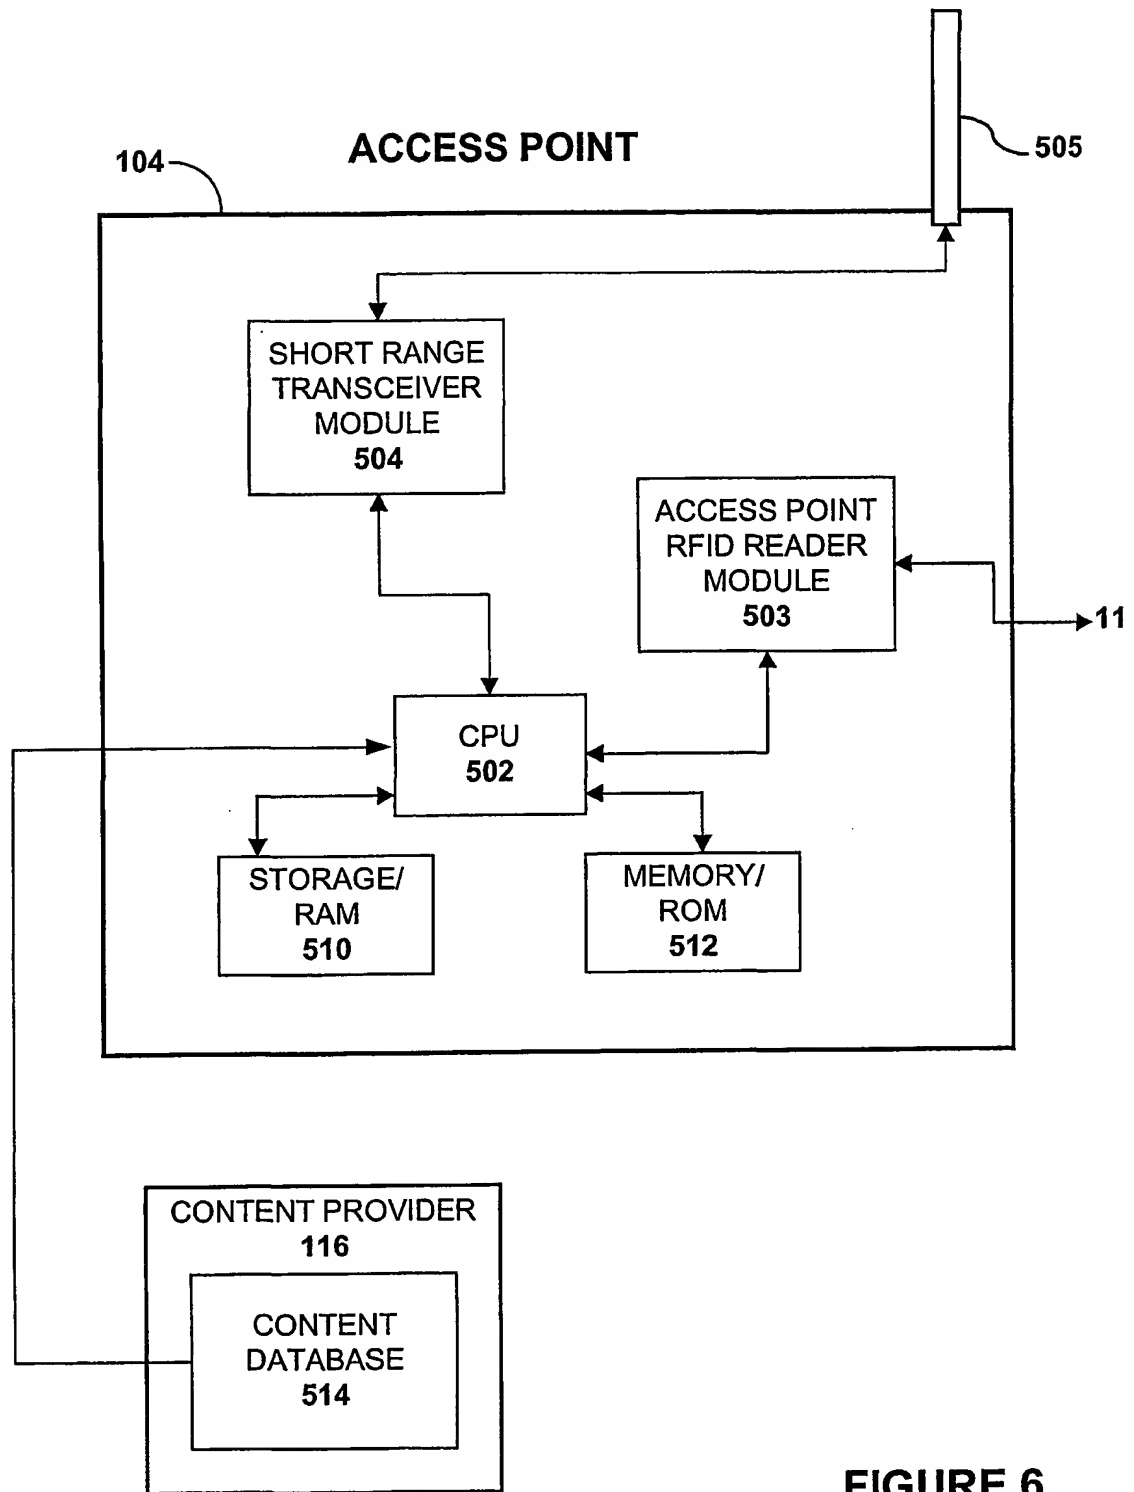 ACCESS POINT
104
505
SHORT RANGE
TRANSCEIVER
MODULE
504
ACCESS POINT
RFID READER
MODULE
503
11
CPU
502
STORAGE/
RAM
510
MEMORY/
ROM
512
CONTENT PROVIDER
116
CONTENT
DATABASE
514
FIGURE 6